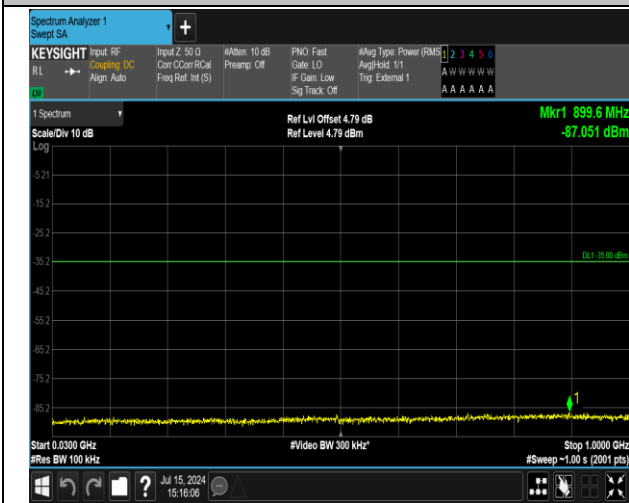 Spectrum Analyzer 1
Swept SA
+
KEYSIGHT
RL
LXI
Input: RF
Coupling: DC
Align: Auto
Input Z: 50 Ω
Corr CCorr RCal
Freq Ref: Int (S)
#Atten: 10 dB
Preamp: Off
PNO: Fast
Gate: LO
IF Gain: Low
Sig Track: Off
#Avg Type: Power (RMS
Avg|Hold: 1/1
Trig: External 1
1 2 3 4 5 6
A W W W W W
A A A A A A
1 Spectrum
Scale/Div 10 dB
Log
Ref Lvl Offset 4.79 dB
Ref Level 4.79 dBm
Mkr1 899.6 MHz
-87.051 dBm
-5.21
-15.2
-25.2
-35.2
DL1 -35.00 dBm
-45.2
-55.2
-65.2
-75.2
-85.2
1
Start 0.0300 GHz
#Res BW 100 kHz
#Video BW 300 kHz*
Stop 1.0000 GHz
#Sweep ~1.00 s (2001 pts)
?
Jul 15, 2024
15:16:06